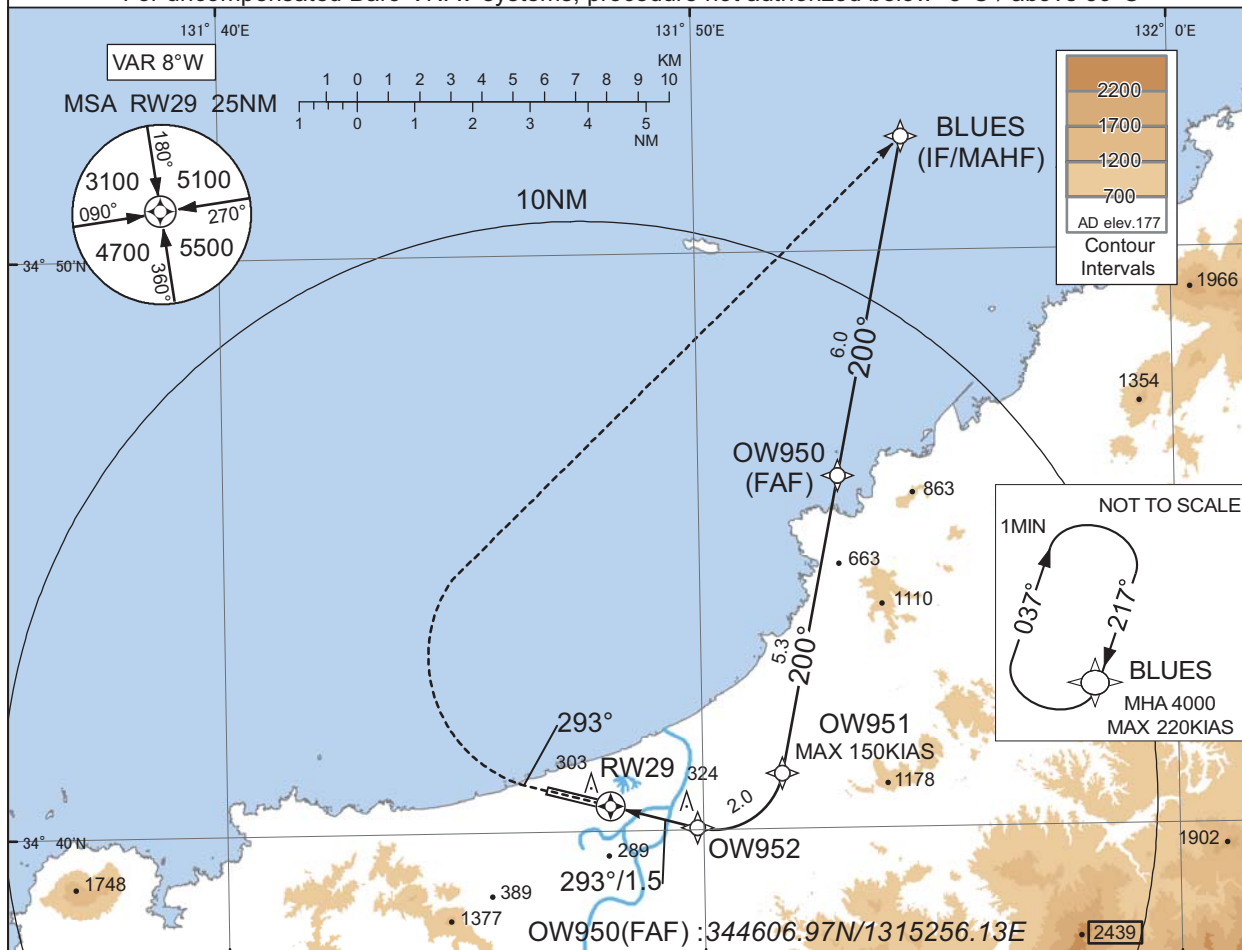 131° 40'E
131° 50'E
132° 0'E
VAR 8°W
MSA RW29 25NM
180°
3100
5100
090°
270°
4700
5500
360°
KM
1 0 1 2 3 4 5 6 7 8 9 10
1 0 1 2 3 4 5
NM
BLUES
(IF/MAHF)
2200
1700
1200
700
AD elev.177
Contour
Intervals
10NM
34° 50'N
1966
6.0
200°
1354
OW950
(FAF)
863
NOT TO SCALE
1MIN
037°
217°
BLUES
MHA 4000
MAX 220KIAS
663
1110
5.3
200°
OW951
MAX 150KIAS
293°
303
RW29
324
1178
2.0
34° 40'N
OW952
1902
289
293°/1.5
1748
389
1377
OW950(FAF) :344606.97N/1315256.13E
2439